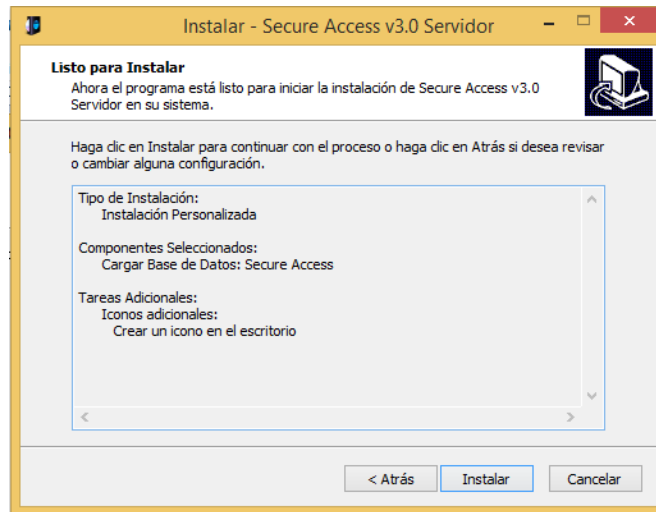 Instalar - Secure Access v3.0 Servidor
Listo para Instalar
Ahora el programa está listo para iniciar la instalación de Secure Access v3.0
Servidor en su sistema.
Haga clic en Instalar para continuar con el proceso o haga clic en Atrás si desea revisar
o cambiar alguna configuración.
Tipo de Instalación:
Instalación Personalizada
Componentes Seleccionados:
Cargar Base de Datos: Secure Access
Tareas Adicionales:
Iconos adicionales:
Crear un icono en el escritorio
< Atrás
Instalar
Cancelar